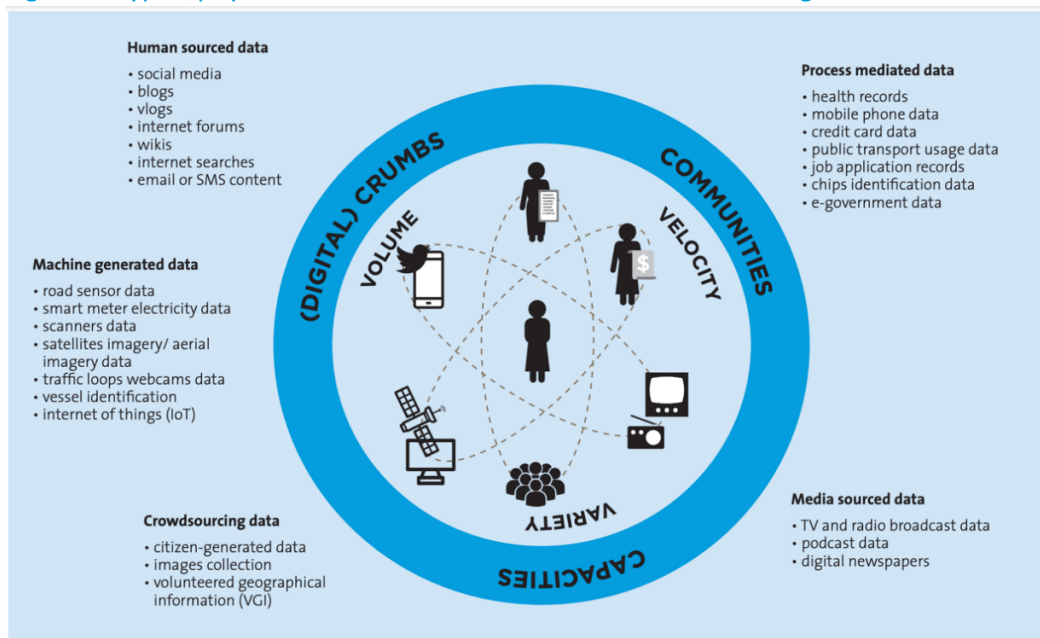 Human sourced data
• social media
• blogs
• vlogs
• internet forums
• wikis
• internet searches
• email or SMS content
Process mediated data
• health records
• mobile phone data
• credit card data
• public transport usage data
• job application records
• chips identification data
• e-government data
(DIGITAL) CRUMBS
COMMUNITIES
VOLUME
VELOCITY
$
Machine generated data
• road sensor data
• smart meter electricity data
• scanners data
• satellites imagery/ aerial
imagery data
• traffic loops webcams data
• vessel identification
• internet of things (IoT)
VARIETY
CAPACITIES
Crowdsourcing data
• citizen-generated data
• images collection
• volunteered geographical
information (VGI)
Media sourced data
• TV and radio broadcast data
• podcast data
• digital newspapers